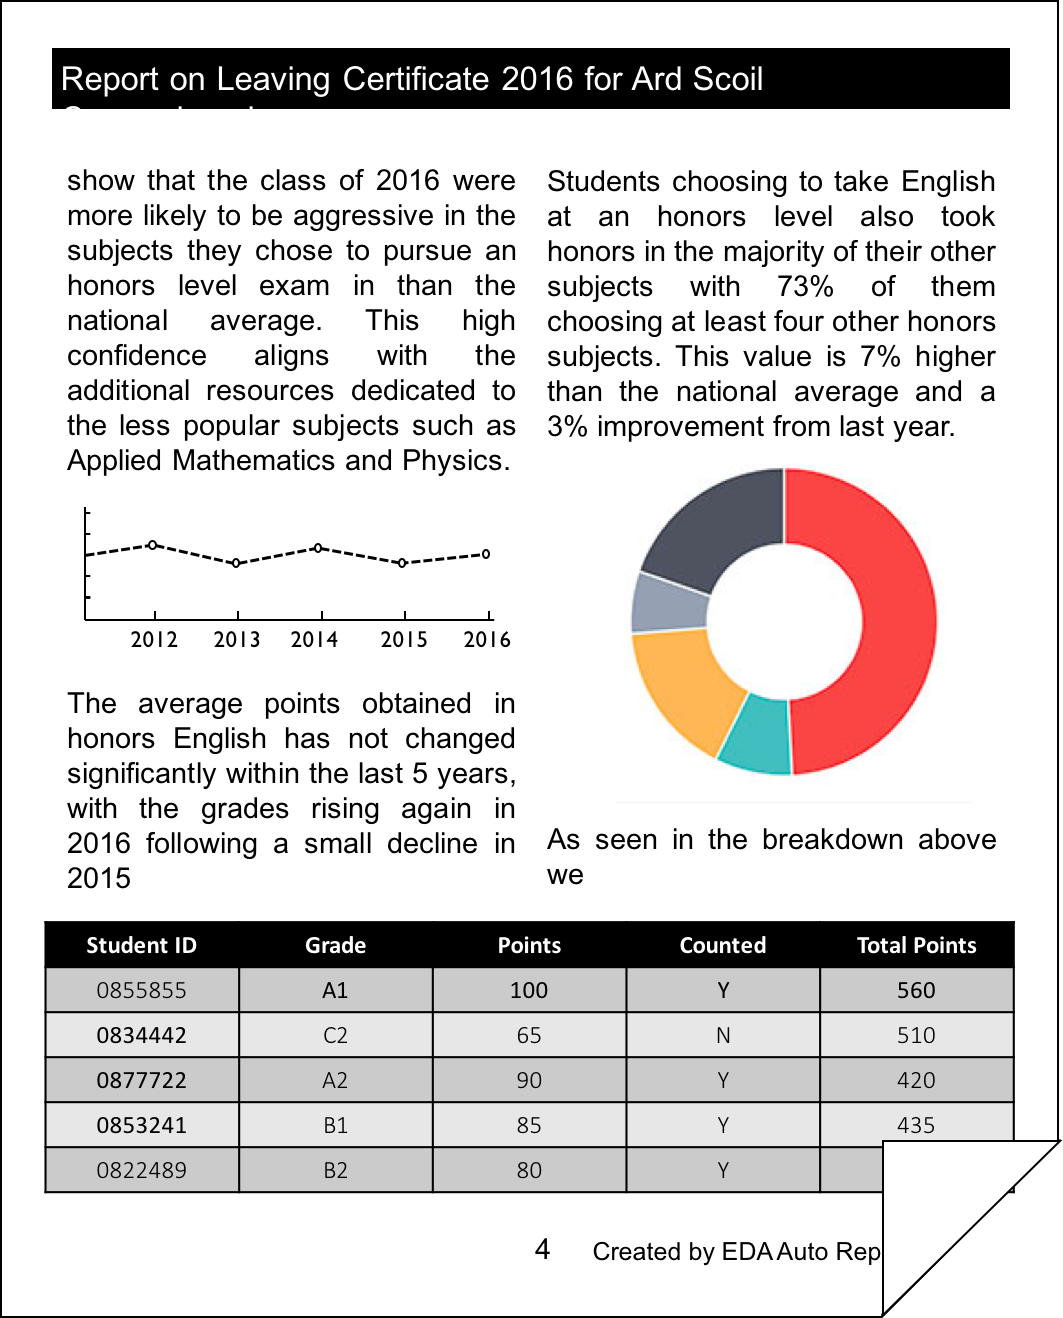 Report on Leaving Certificate 2016 for Ard Scoil
show that the class of 2016 were
more likely to be aggressive in the
subjects they chose to pursue an
honors level exam in than the
national average. This high
confidence aligns with the
additional resources dedicated to
the less popular subjects such as
Applied Mathematics and Physics.
2012 2013 2014 2015 2016
The average points obtained in
honors English has not changed
significantly within the last 5 years,
with the grades rising again in
2016 following a small decline in
2015
Students choosing to take English
at an honors level also took
honors in the majority of their other
subjects with 73% of them
choosing at least four other honors
subjects. This value is 7% higher
than the national average and a
3% improvement from last year.
As seen in the breakdown above
we
Student ID Grade Points Counted Total Points
0855855 A1 100 Y 560
0834442 C2 65 N 510
0877722 A2 90 Y 420
0853241 B1 85 Y 435
0822489 B2 80 Y
4 Created by EDA Auto Rep